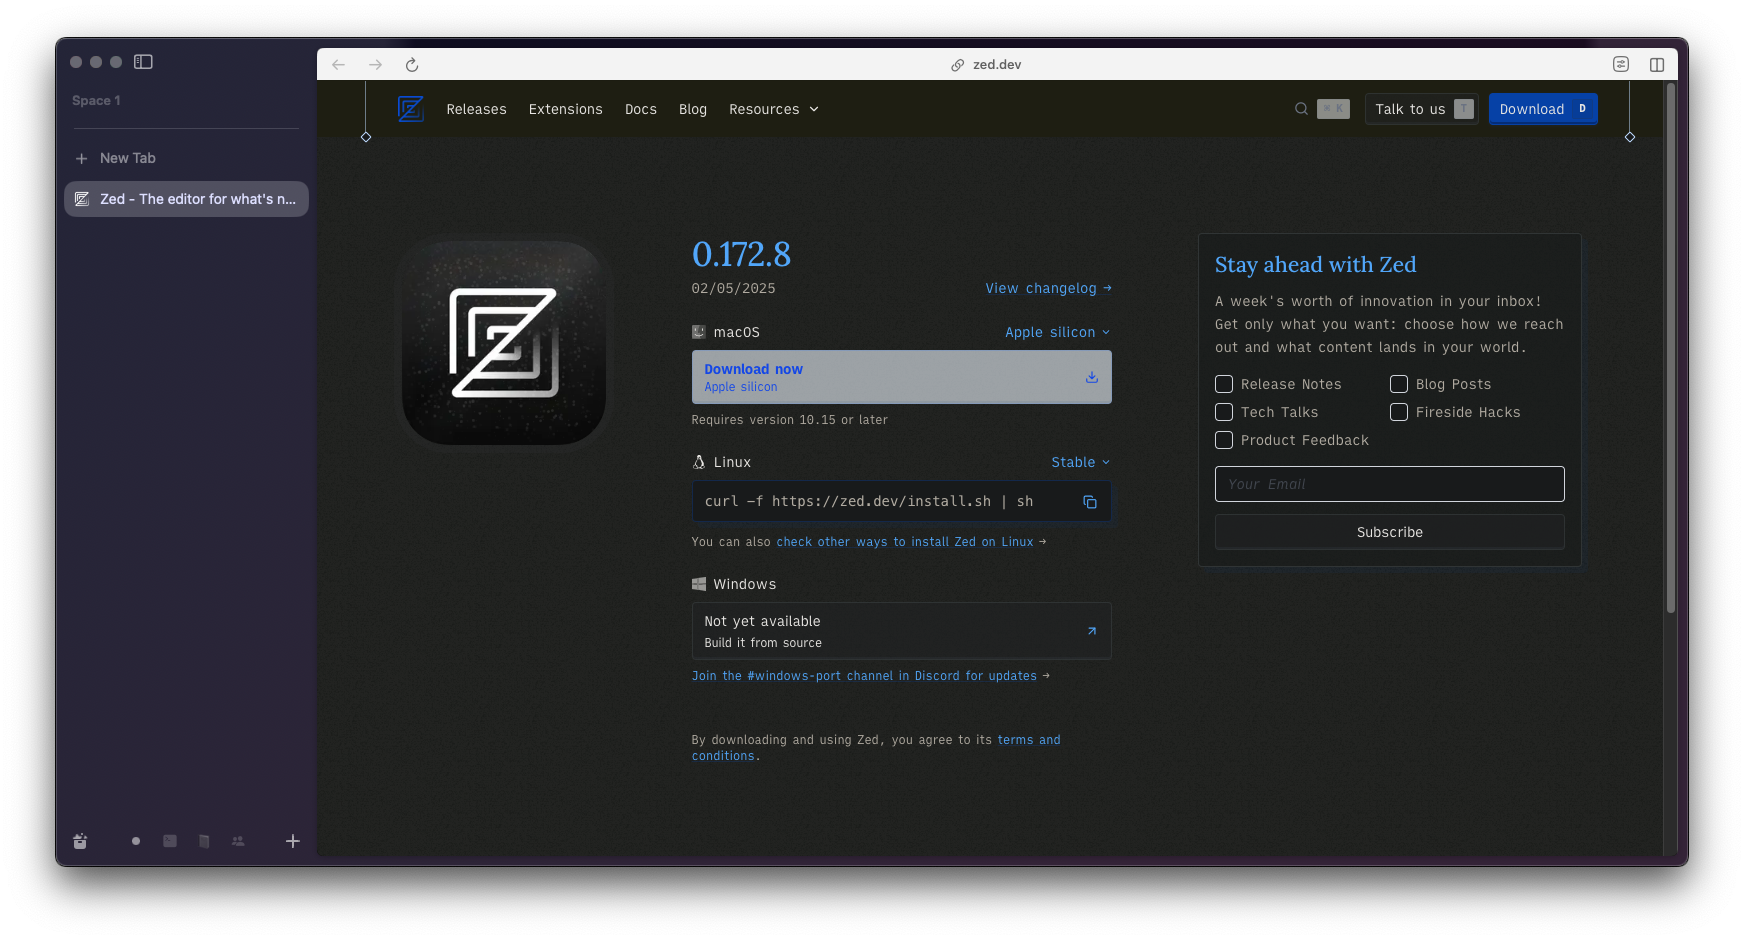 Space 1
New Tab
Zed - The editor for what's n...
zed.dev
Releases Extensions Docs Blog Resources
⌘ K Talk to us T Download D
0.172.8
02/05/2025
View changelog →
macOS
Apple silicon
Download now
Apple silicon
Requires version 10.15 or later
Linux
Stable
curl -f https://zed.dev/install.sh | sh
You can also check other ways to install Zed on Linux →
Windows
Not yet available
Build it from source
Join the #windows-port channel in Discord for updates →
By downloading and using Zed, you agree to its terms and
conditions.
Stay ahead with Zed
A week's worth of innovation in your inbox!
Get only what you want: choose how we reach
out and what content lands in your world.
Release Notes Blog Posts
Tech Talks Fireside Hacks
Product Feedback
Your Email
Subscribe